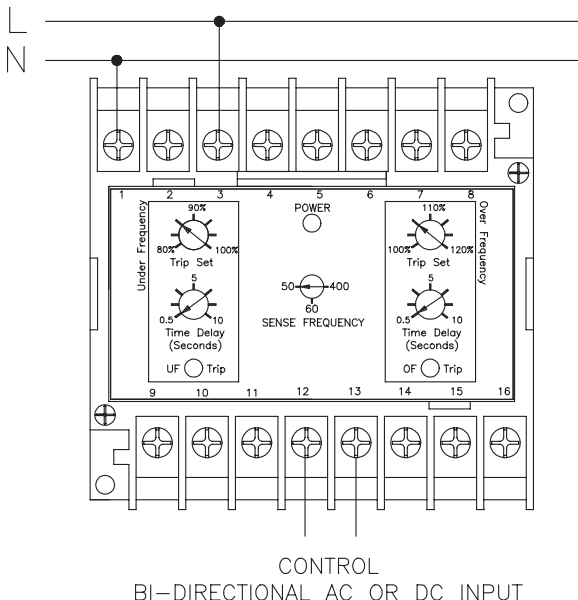 L
N
1 2 3 4 5 6 7 8
Under Frequency
90%
80% 100%
Trip Set
5
0.5 10
Time Delay
(Seconds)
UF Trip
POWER
50 400
60
SENSE FREQUENCY
Over Frequency
110%
100% 120%
Trip Set
5
0.5 10
Time Delay
(Seconds)
OF Trip
9 10 11 12 13 14 15 16
CONTROL
BI-DIRECTIONAL AC OR DC INPUT